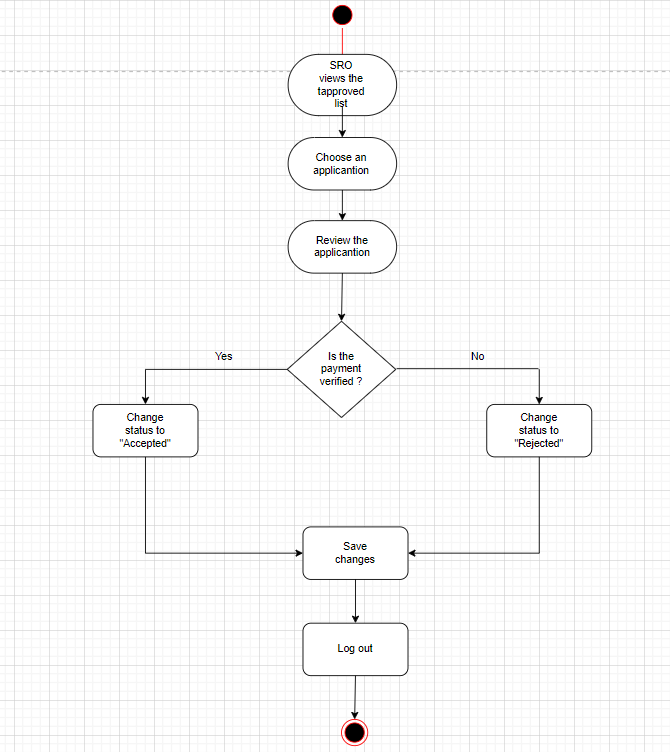 SRO
views the
tapproved
list
Choose an
applicantion
Review the
applicantion
Is the
payment
verified ?
Yes
No
Change
status to
"Accepted"
Change
status to
"Rejected"
Save
changes
Log out